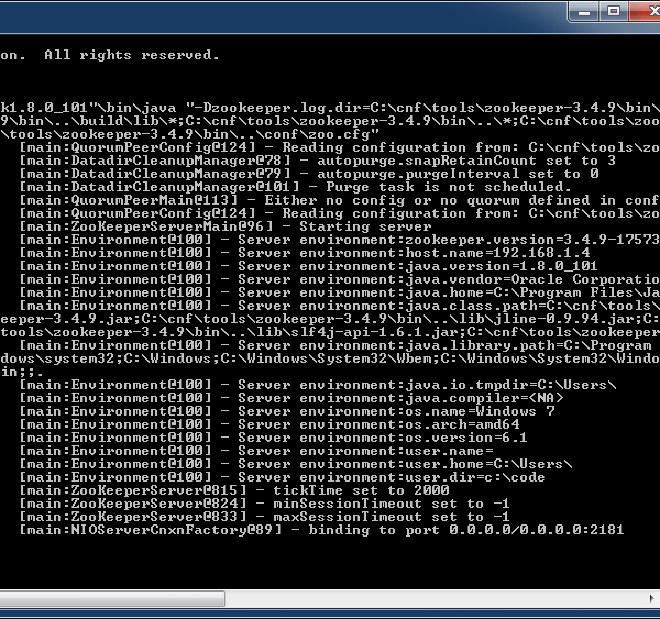 on.  All rights reserved.
k1.8.0_101"\bin\java "-Dzookeeper.log.dir=C:\cnf\tools\zookeeper-3.4.9\bin\
9\bin\..\build\lib\*;C:\cnf\tools\zookeeper-3.4.9\bin\..\*;C:\cnf\tools\zoo
\tools\zookeeper-3.4.9\bin\..\conf\zoo.cfg"
[main:QuorumPeerConfig@124] - Reading configuration from: C:\cnf\tools\zo
[main:DatadirCleanupManager@78] - autopurge.snapRetainCount set to 3
[main:DatadirCleanupManager@79] - autopurge.purgeInterval set to 0
[main:DatadirCleanupManager@101] - Purge task is not scheduled.
[main:QuorumPeerMain@113] - Either no config or no quorum defined in conf
[main:QuorumPeerConfig@124] - Reading configuration from: C:\cnf\tools\zo
[main:ZooKeeperServerMain@96] - Starting server
[main:Environment@100] - Server environment:zookeeper.version=3.4.9-17573
[main:Environment@100] - Server environment:host.name=192.168.1.4
[main:Environment@100] - Server environment:java.version=1.8.0_101
[main:Environment@100] - Server environment:java.vendor=Oracle Corporatio
[main:Environment@100] - Server environment:java.home=C:\Program Files\Ja
[main:Environment@100] - Server environment:java.class.path=C:\cnf\tools\
eeper-3.4.9.jar;C:\cnf\tools\zookeeper-3.4.9\bin\..\lib\jline-0.9.94.jar;C:
tools\zookeeper-3.4.9\bin\..\lib\slf4j-api-1.6.1.jar;C:\cnf\tools\zookeeper
[main:Environment@100] - Server environment:java.library.path=C:\Program
dows\system32;C:\Windows;C:\Windows\System32\Wbem;C:\Windows\System32\Windo
in;;.
[main:Environment@100] - Server environment:java.io.tmpdir=C:\Users\
[main:Environment@100] - Server environment:java.compiler=<NA>
[main:Environment@100] - Server environment:os.name=Windows 7
[main:Environment@100] - Server environment:os.arch=amd64
[main:Environment@100] - Server environment:os.version=6.1
[main:Environment@100] - Server environment:user.name=
[main:Environment@100] - Server environment:user.home=C:\Users\
[main:Environment@100] - Server environment:user.dir=c:\code
[main:ZooKeeperServer@815] - tickTime set to 2000
[main:ZooKeeperServer@824] - minSessionTimeout set to -1
[main:ZooKeeperServer@833] - maxSessionTimeout set to -1
[main:NIOServerCnxnFactory@89] - binding to port 0.0.0.0/0.0.0.0:2181